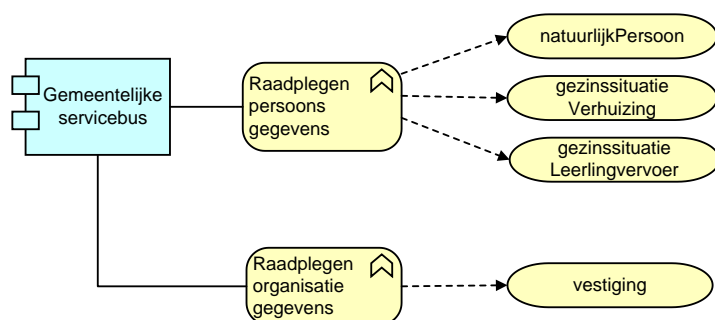 Gemeentelijke
servicebus
Raadplegen
persoons
gegevens
natuurlijkPersoon
gezinssituatie
Verhuizing
gezinssituatie
Leerlingvervoer
Raadplegen
organisatie
gegevens
vestiging